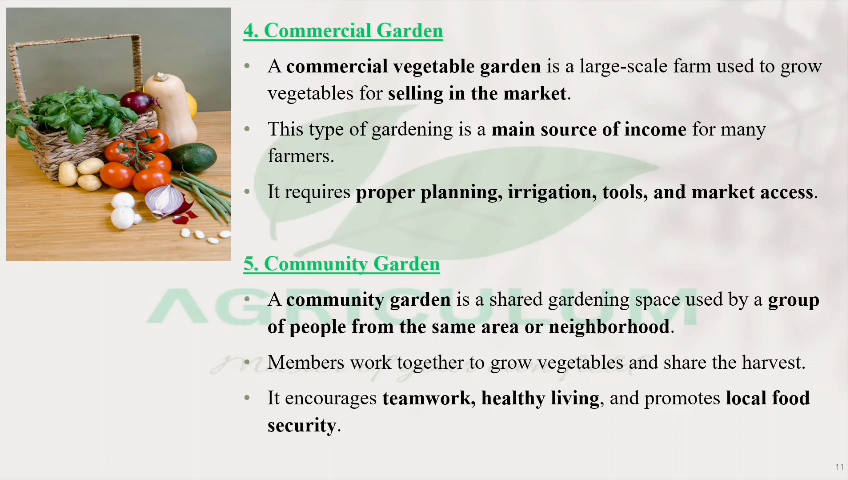 4. Commercial Garden
• A commercial vegetable garden is a large-scale farm used to grow
vegetables for selling in the market.
• This type of gardening is a main source of income for many
farmers.
• It requires proper planning, irrigation, tools, and market access.
5. Community Garden
• A community garden is a shared gardening space used by a group
of people from the same area or neighborhood.
AGRICULUM
• Members work together to grow vegetables and share the harvest.
• It encourages teamwork, healthy living, and promotes local food
security.
11